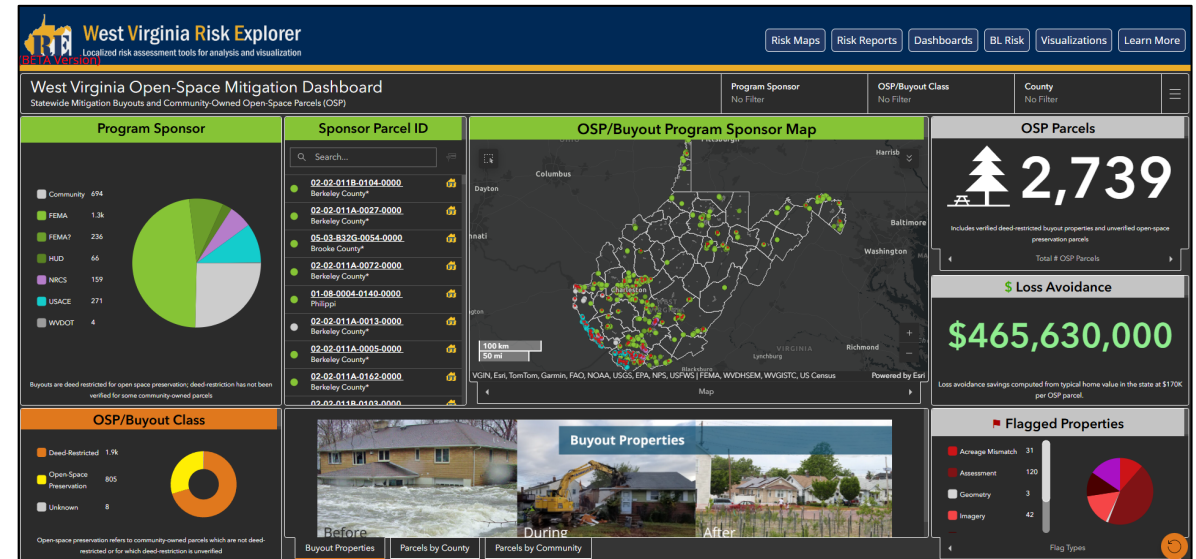 West Virginia Risk Explorer
Localized risk assessment tools for analysis and visualization
BETA Version)
Risk Maps
Risk Reports
Dashboards
BL Risk
Visualizations
Learn More
West Virginia Open-Space Mitigation Dashboard
Statewide Mitigation Buyouts and Community-Owned Open-Space Parcels (OSP)
Program Sponsor
No Filter
OSP/Buyout Class
No Filter
County
No Filter
Program Sponsor
Community 694
FEMA 1.3k
FEMA? 236
HUD 66
NRCS 159
USACE 271
WVDOT 4
Buyouts are deed restricted for open space preservation; deed-restriction has not been
verified for some community-owned parcels
Sponsor Parcel ID
Search...
02-02-011B-0104-0000
Berkeley County*
02-02-011A-0027-0000
Berkeley County*
05-03-B32G-0054-0000
Brooke County*
02-02-011A-0072-0000
Berkeley County*
01-08-0004-0140-0000
Philippi
02-02-011A-0013-0000
Berkeley County*
02-02-011A-0005-0000
Berkeley County*
02-02-011A-0162-0000
Berkeley County*
02-02-011B-0103-0000
OSP/Buyout Program Sponsor Map
Pittsburgh
Harrisb
Columbus
Dayton
Baltimore
nnati
Washington
MA
Charleston
WEST
VIRGINIA
ngton
100 km
50 mi
VIRGINIA
Richmond
Lynchburg
Blacksburg
VGIN, Esri, TomTom, Garmin, FAO, NOAA, USGS, EPA, NPS, USFWS | FEMA, WVDHSEM, WVGISTC, US Census
Powered by Esri
Map
OSP Parcels
2,739
Includes verified deed-restricted buyout properties and unverified open-space
preservation parcels
Total # OSP Parcels
$ Loss Avoidance
$465,630,000
Loss avoidance savings computed from typical home value in the state at $170K
per OSP parcel.
OSP/Buyout Class
Deed-Restricted 1.9k
Open-Space
Preservation 805
Unknown 8
Open-space preservation refers to community-owned parcels which are not deed-
restricted or for which deed-restriction is unverified
Buyout Properties
Before
During
After
Buyout Properties
Parcels by County
Parcels by Community
Flagged Properties
Acreage Mismatch 31
Assessment 120
Geometry 3
Imagery 42
Flag Types